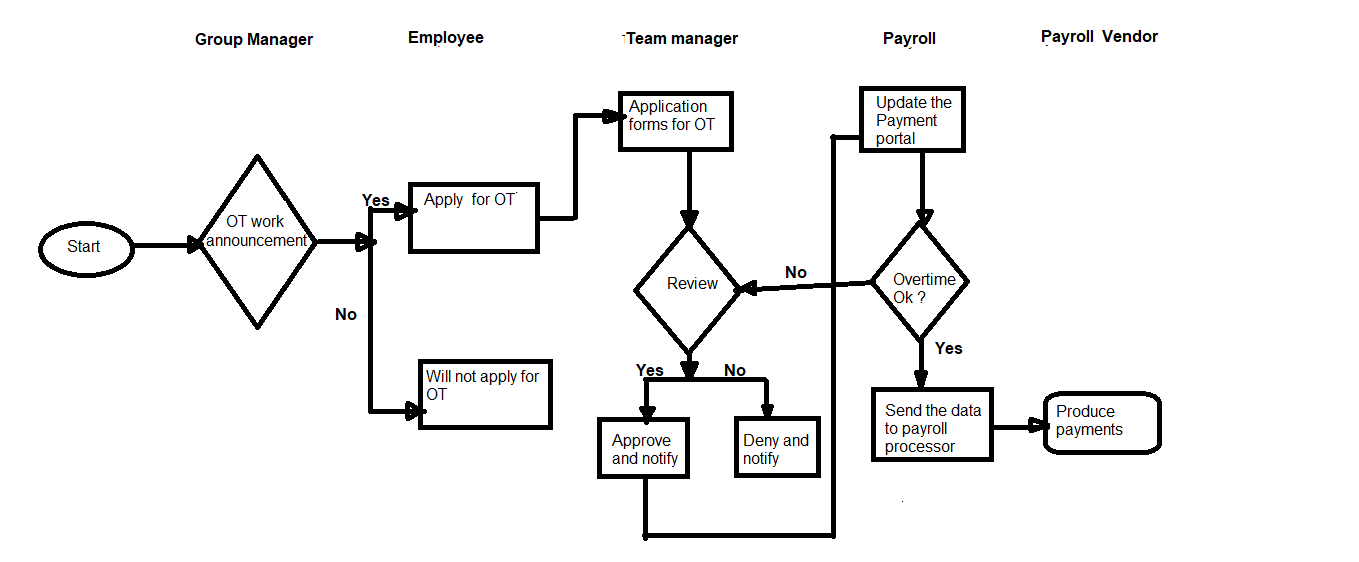 Group Manager
Employee
Team manager
Payroll
Payroll Vendor
Start
OT work
announcement
Yes
No
Apply for OT
Will not apply for
OT
Application
forms for OT
Review
Yes
No
Approve
and notify
Deny and
notify
Update the
Payment
portal
No
Overtime
Ok ?
Yes
Send the data
to payroll
processor
Produce
payments